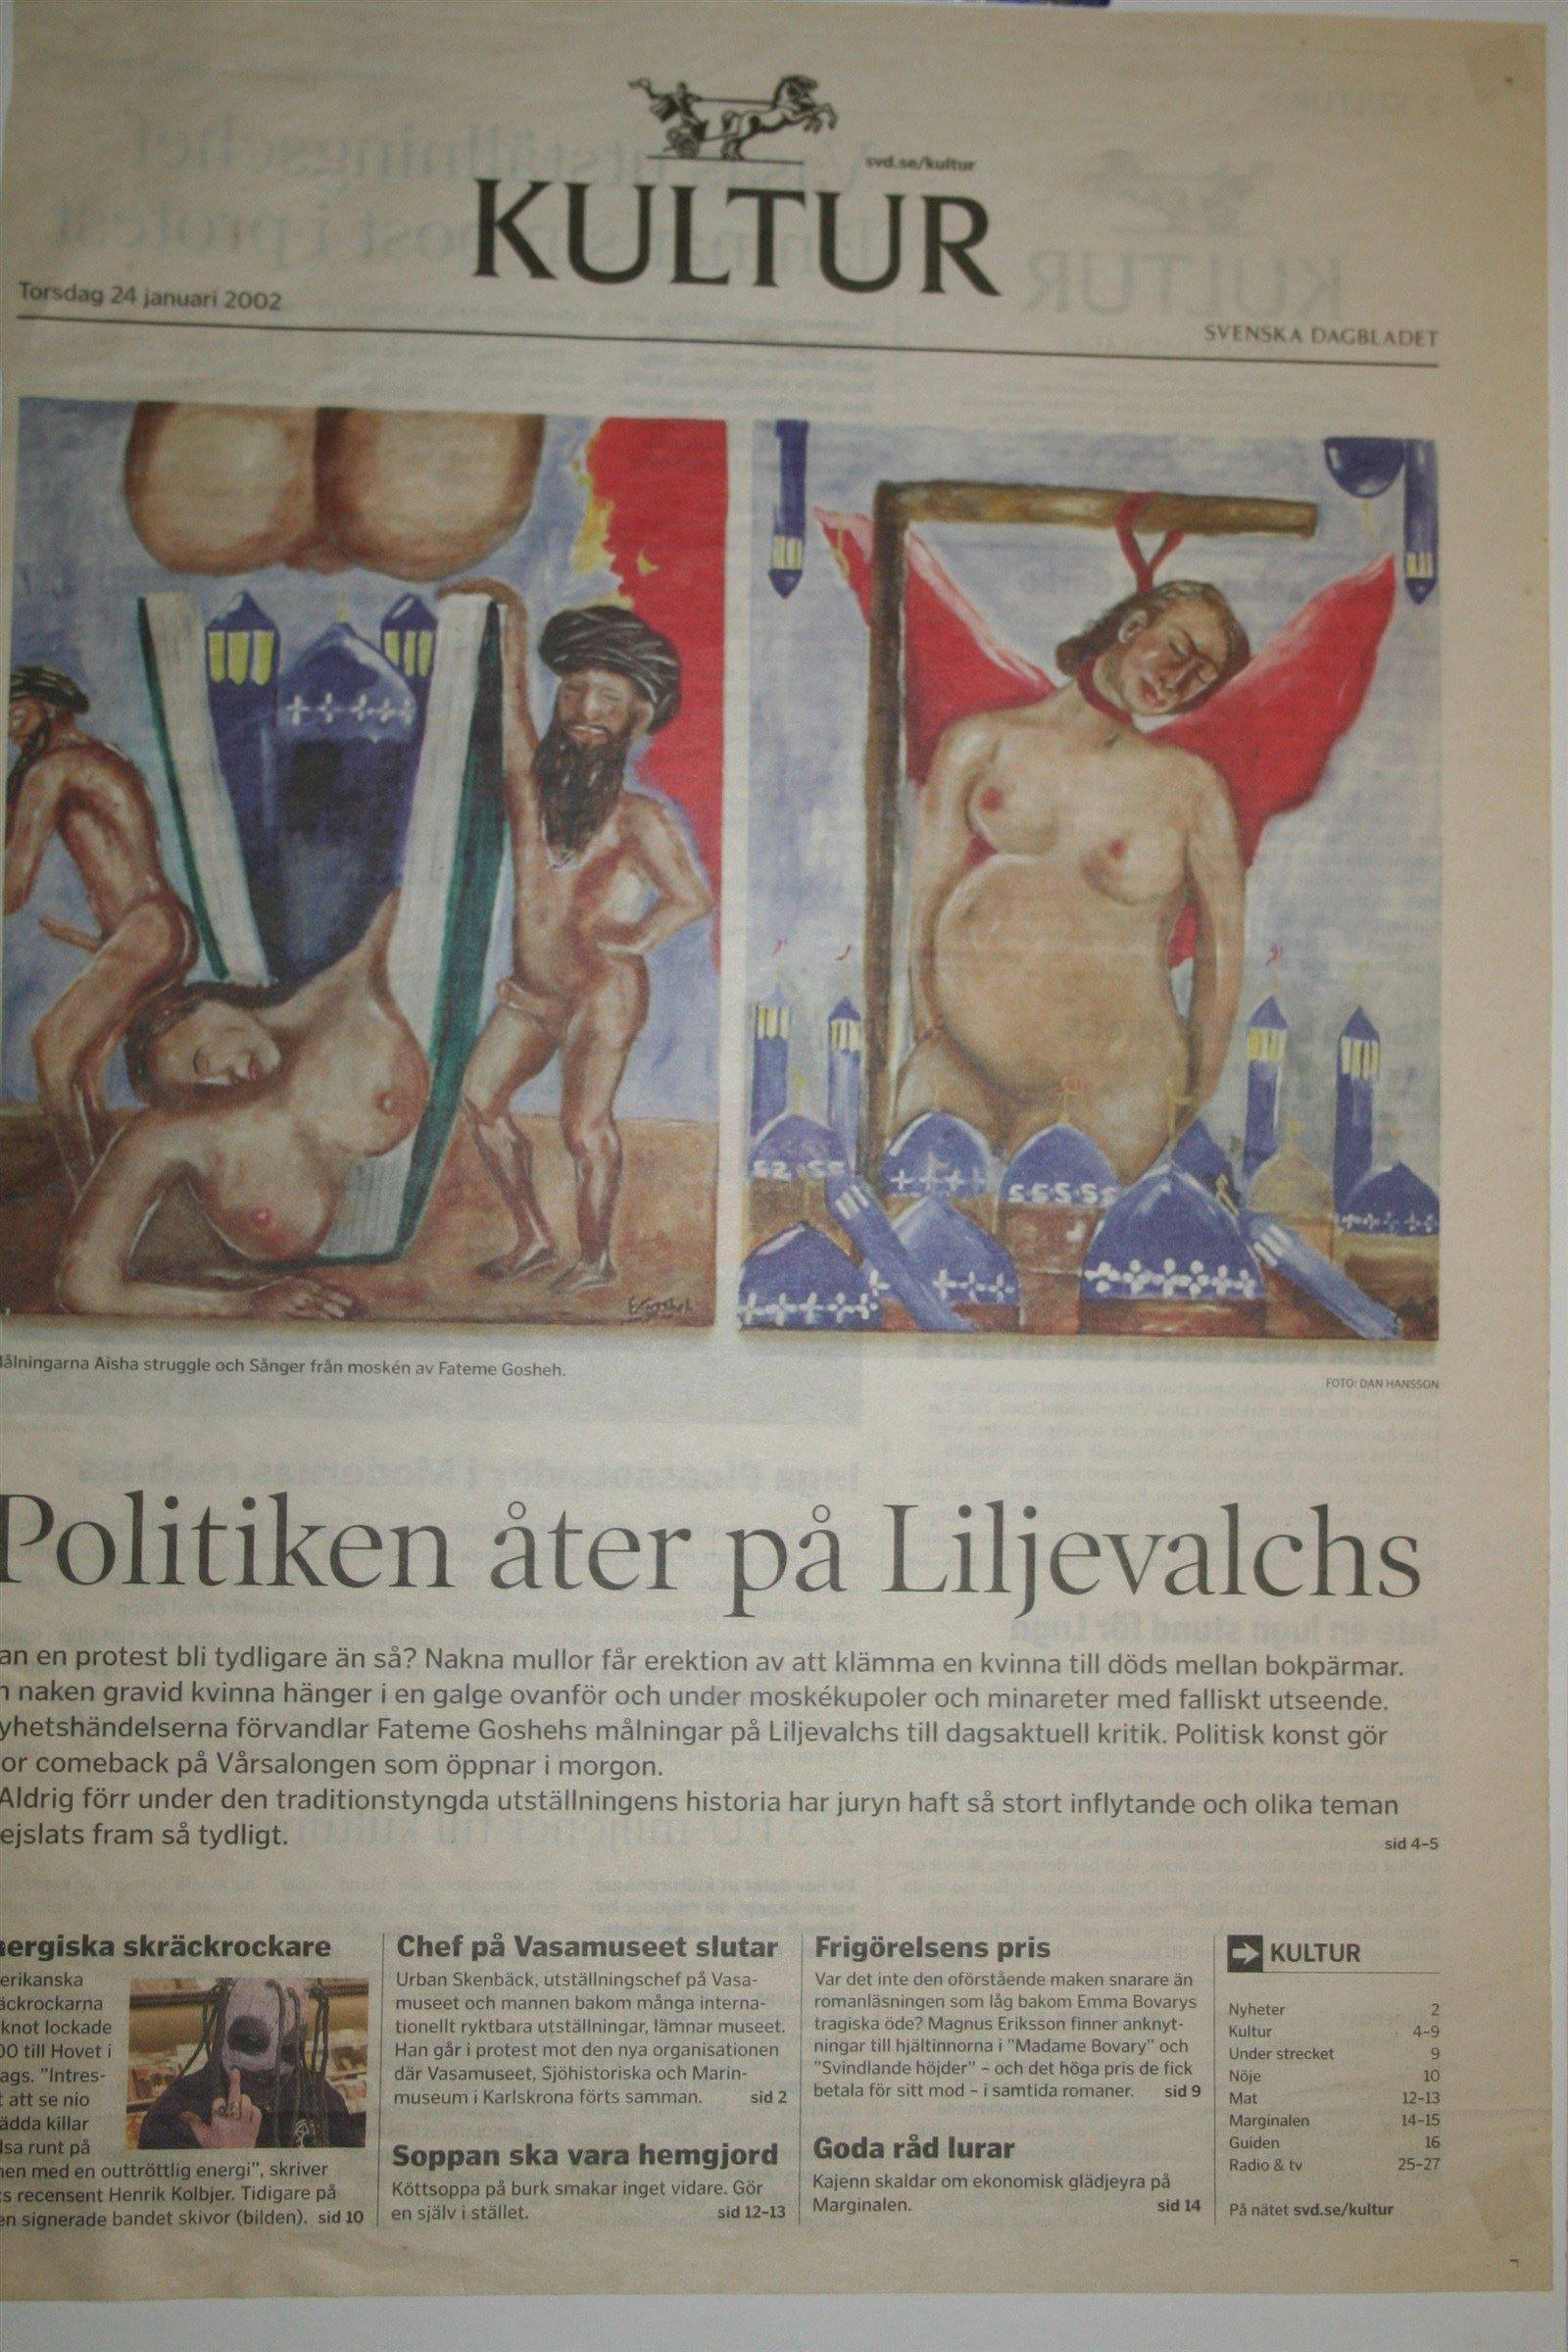 svd.se/kultur
KULTUR
Torsdag 24 januari 2002
SVENSKA DAGBLADET
målningarna Aisha struggle och Sånger från moskén av Fateme Gosheh.
FOTO: DAN HANSSON
Politiken åter på Liljevalchs
an en protest bli tydligare än så? Nakna mullor får erektion av att klämma en kvinna till döds mellan bokpärmar.
n naken gravid kvinna hänger i en galge ovanför och under moskékupoler och minareter med falliskt utseende.
yhetshändelserna förvandlar Fateme Goshehs målningar på Liljevalchs till dagsaktuell kritik. Politisk konst gör
or comeback på Vårsalongen som öppnar i morgon.
Aldrig förr under den traditionstyngda utställningens historia har juryn haft så stort inflytande och olika teman
ejslats fram så tydligt.
sid 4–5
ergiska skräckrockare
erikanska
äckrockarna
knot lockade
00 till Hovet i
ags. "Intres-
t att se nio
ädda killar
lsa runt på
en med en outtröttlig energi", skriver
:s recensent Henrik Kolbjer. Tidigare på
en signerade bandet skivor (bilden). sid 10
Chef på Vasamuseet slutar
Urban Skenbäck, utställningschef på Vasa-
museet och mannen bakom många interna-
tionellt ryktbara utställningar, lämnar museet.
Han går i protest mot den nya organisationen
där Vasamuseet, Sjöhistoriska och Marin-
museum i Karlskrona förts samman. sid 2
Soppan ska vara hemgjord
Köttsoppa på burk smakar inget vidare. Gör
en själv i stället. sid 12–13
Frigörelsens pris
Var det inte den oförstående maken snarare än
romanläsningen som låg bakom Emma Bovarys
tragiska öde? Magnus Eriksson finner anknyt-
ningar till hjältinnorna i "Madame Bovary" och
"Svindlande höjder" – och det höga pris de fick
betala för sitt mod – i samtida romaner. sid 9
Goda råd lurar
Kajenn skaldar om ekonomisk glädjeyra på
Marginalen. sid 14
KULTUR
Nyheter 2
Kultur 4–9
Under strecket 9
Nöje 10
Mat 12–13
Marginalen 14–15
Guiden 16
Radio & tv 25–27
På nätet svd.se/kultur